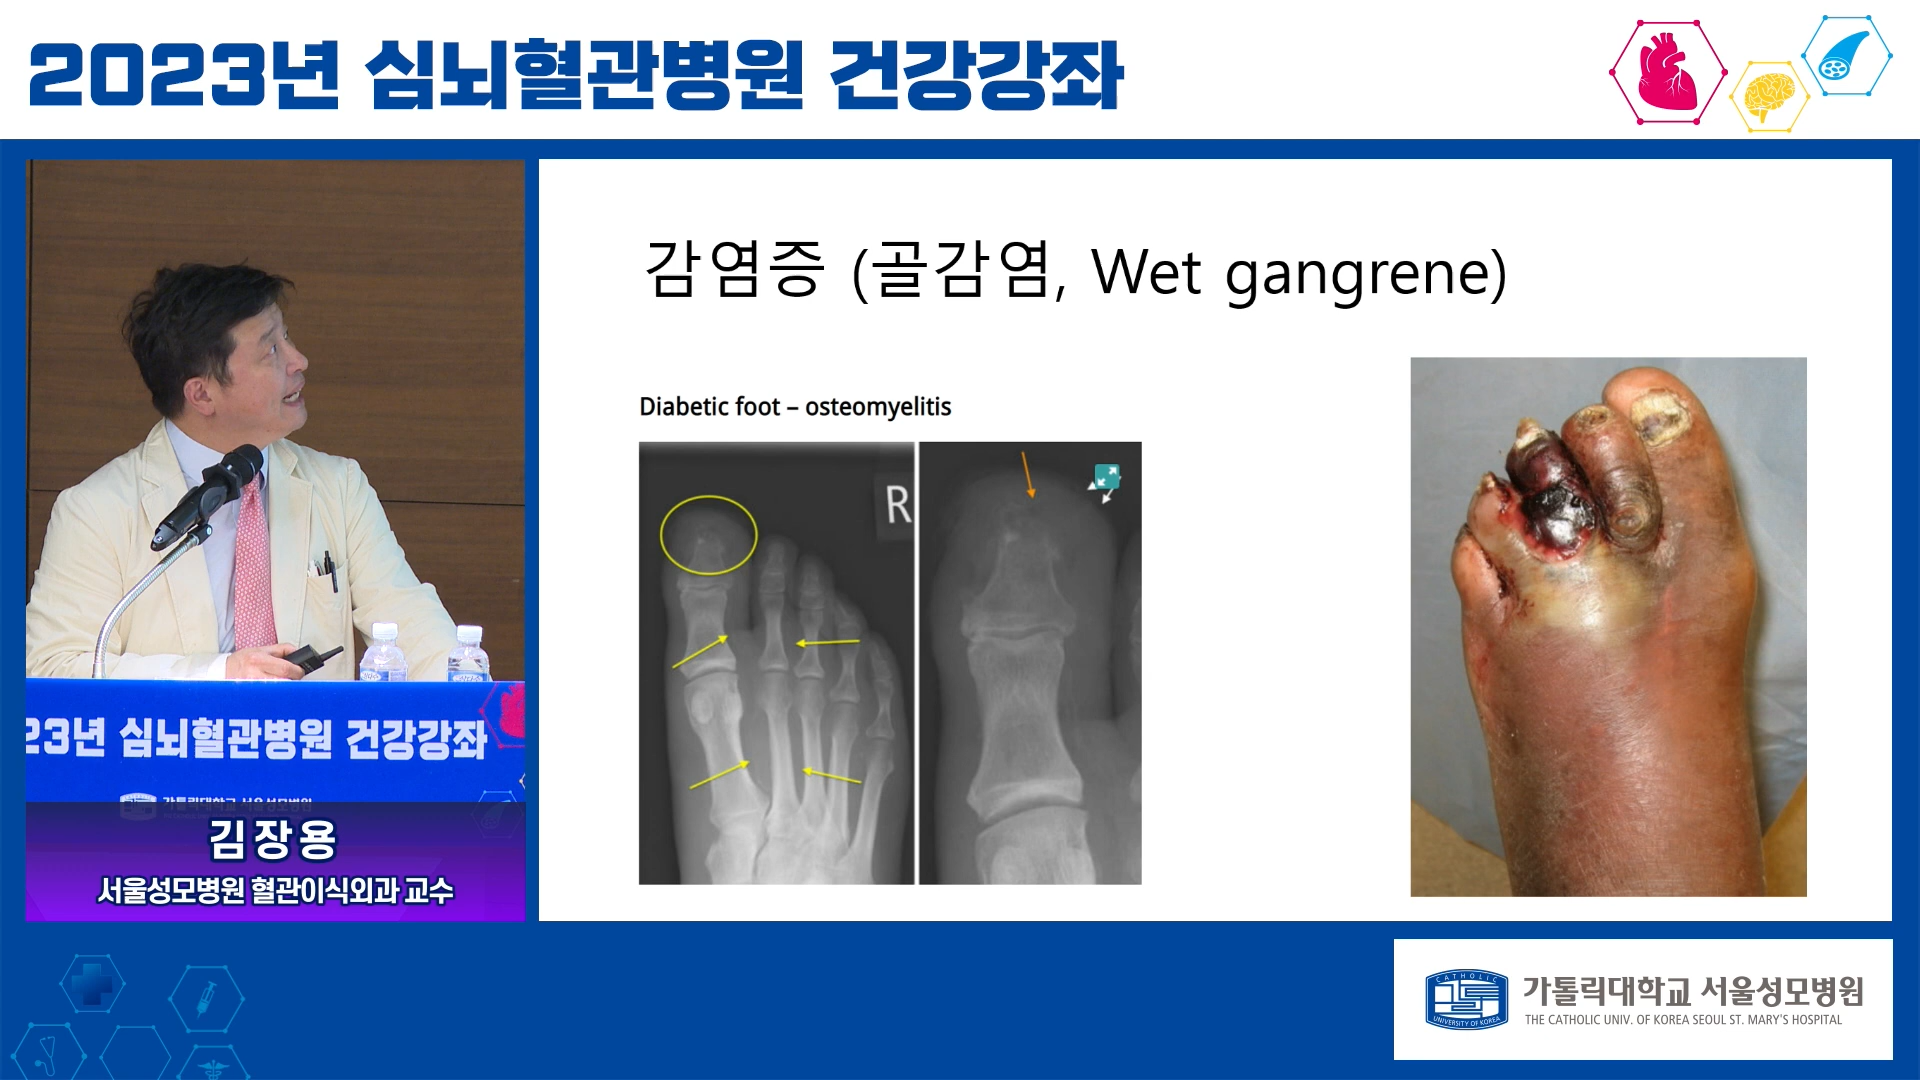 2023년 심뇌혈관병원 건강강좌
감염증 (골감염, Wet gangrene)
Diabetic foot – osteomyelitis
R
23년 심뇌혈관병원 건강강좌
가톨릭대학교 서울성모병원
김장용
서울성모병원 혈관이식외과 교수
CATHOLIC
UNIVERSITY OF KOREA
가톨릭대학교 서울성모병원
THE CATHOLIC UNIV. OF KOREA SEOUL ST. MARY'S HOSPITAL